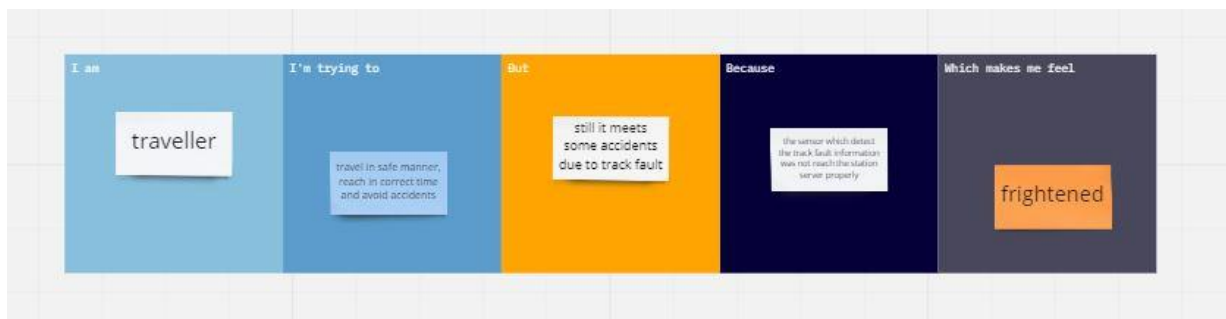 I am
traveller
I'm trying to
travel in safe manner,
reach in correct time
and avoid accidents
But
still it meets
some accidents
due to track fault
Because
the sensor which detect
the track fault information
was not reach the station
server properly
Which makes me feel
frightened